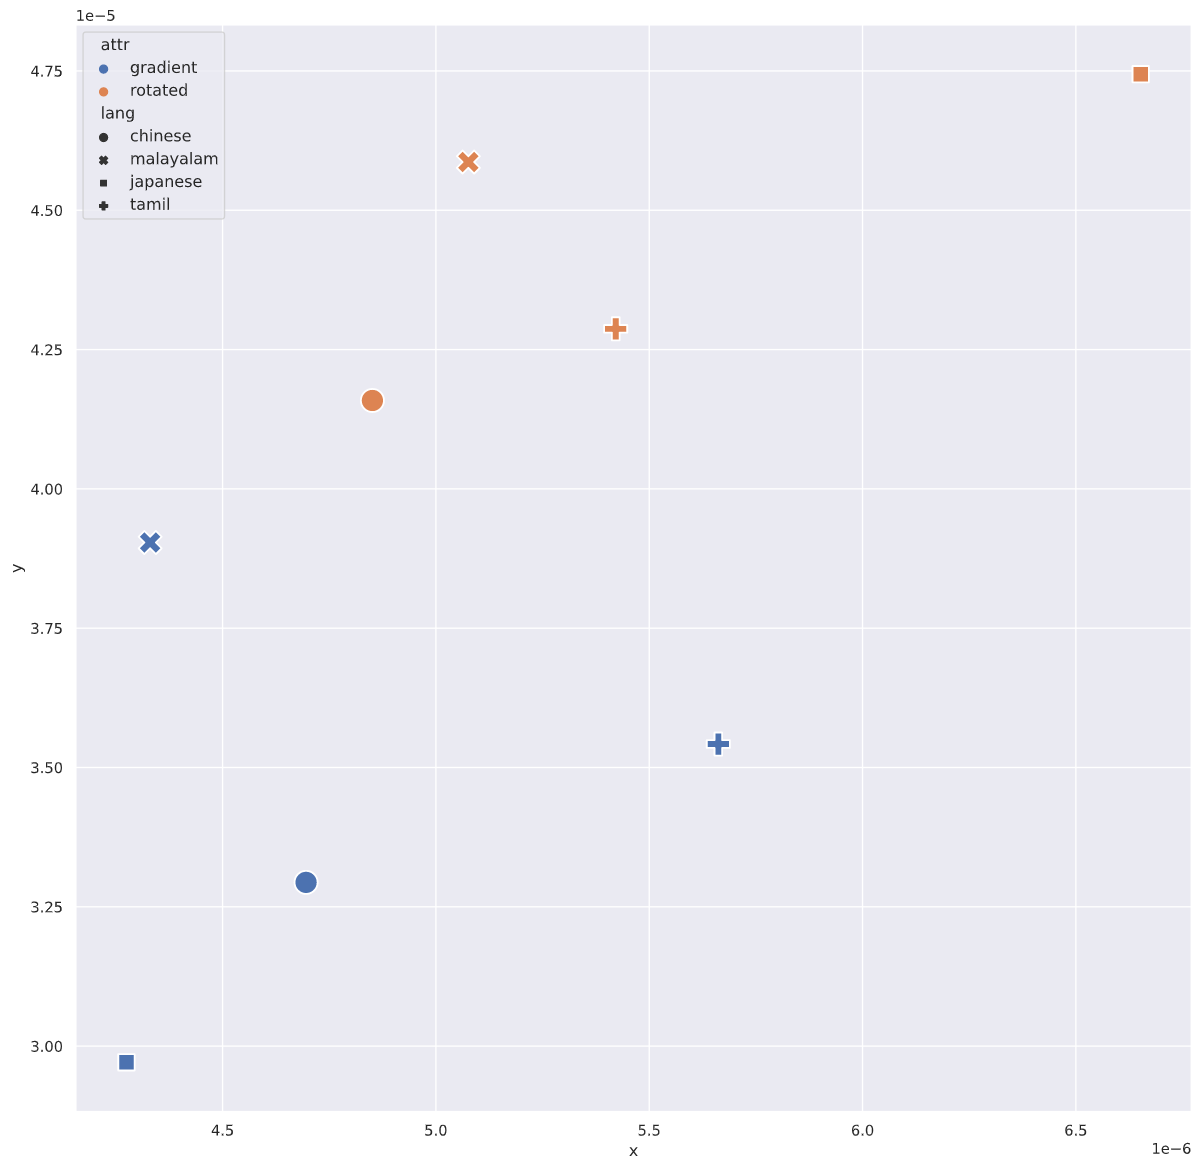 1e−5
attr
gradient
rotated
lang
chinese
malayalam
japanese
tamil
4.75
4.50
4.25
4.00
3.75
3.50
3.25
3.00
y
4.5 5.0 5.5 6.0 6.5
x
1e−6